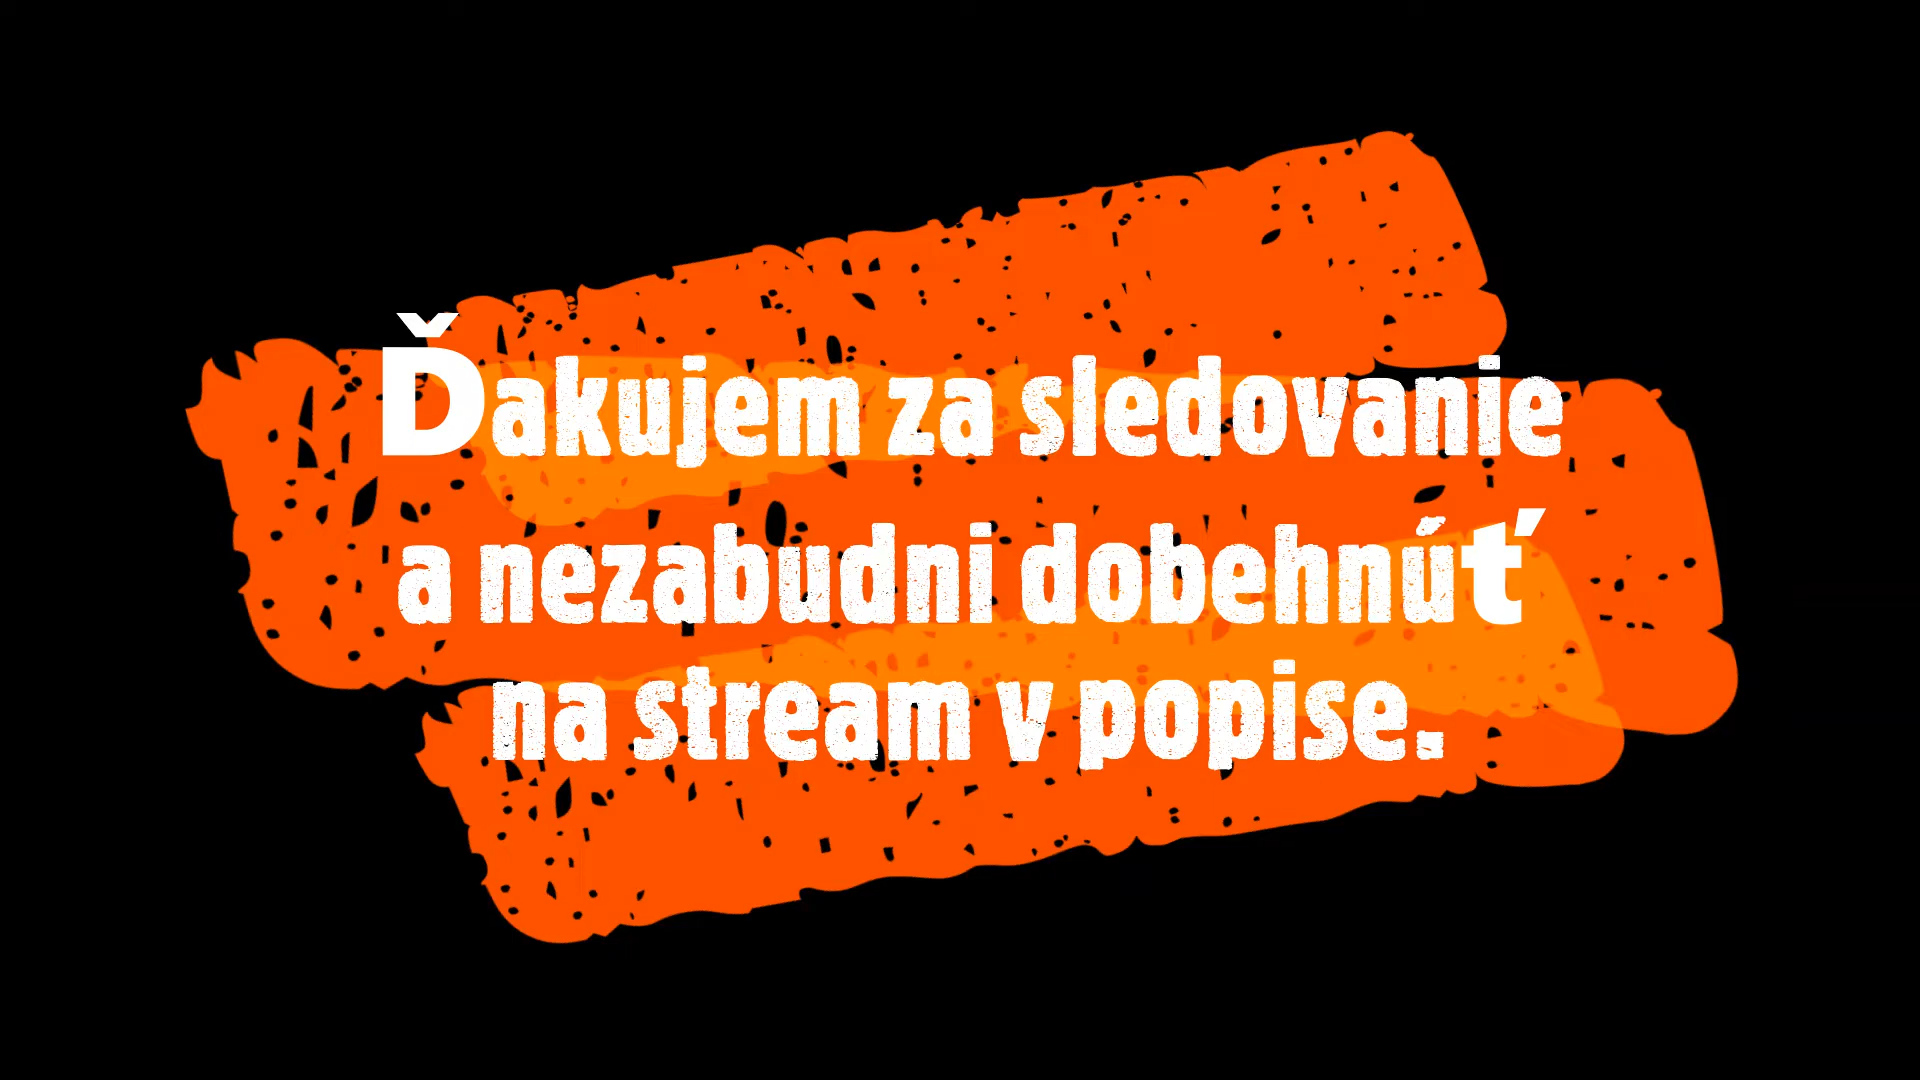 Ďakujem za sledovanie
a nezabudni dobehnúť
na stream v popise.